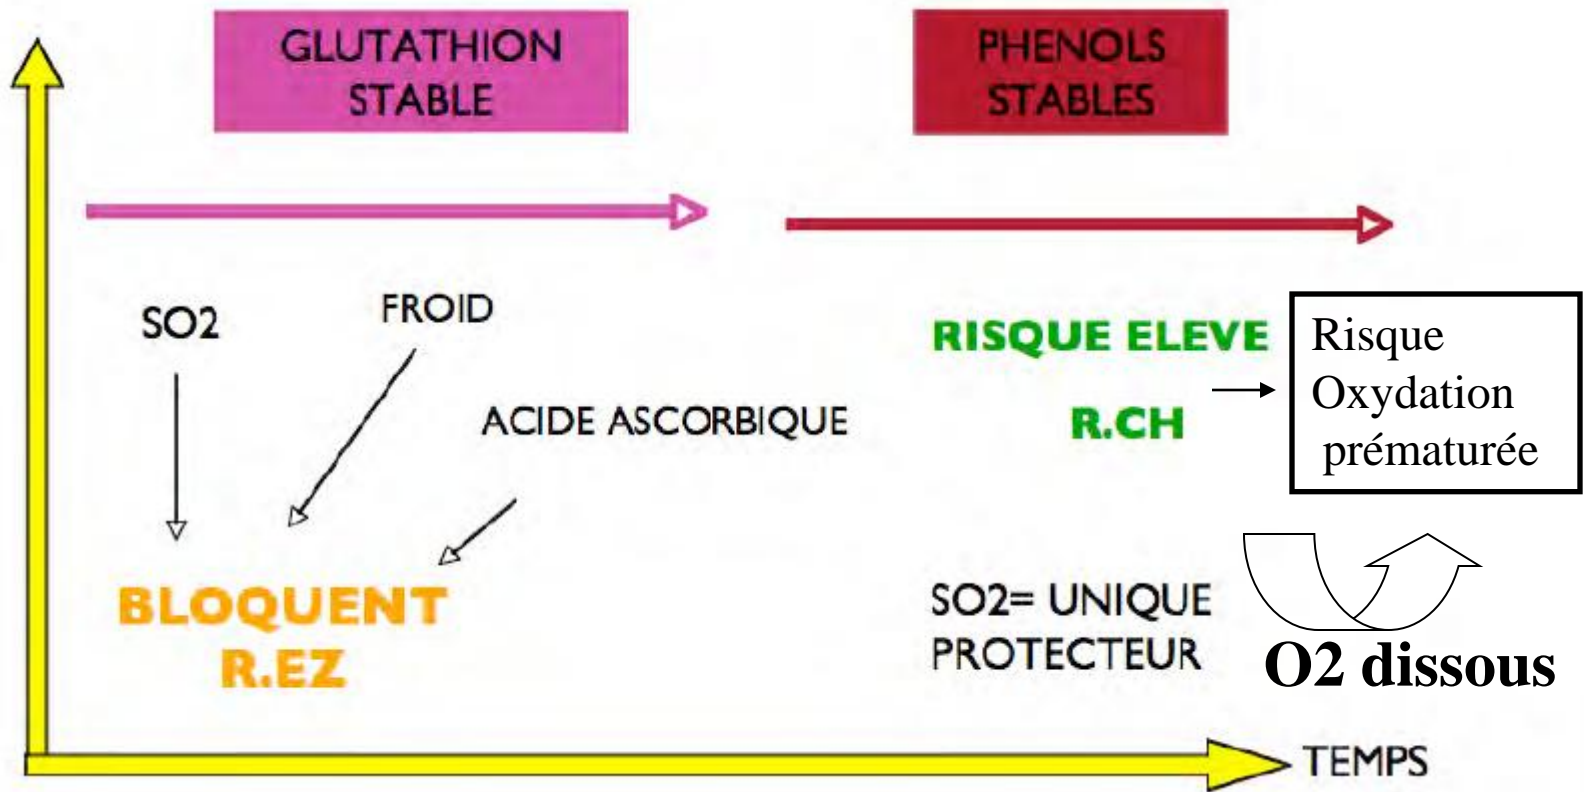 GLUTATHION
STABLE
PHENOLS
STABLES
SO2
FROID
ACIDE ASCORBIQUE
BLOQUENT
R.EZ
RISQUE ELEVE
R.CH
Risque
Oxydation
prématurée
SO2= UNIQUE
PROTECTEUR
O2 dissous
TEMPS